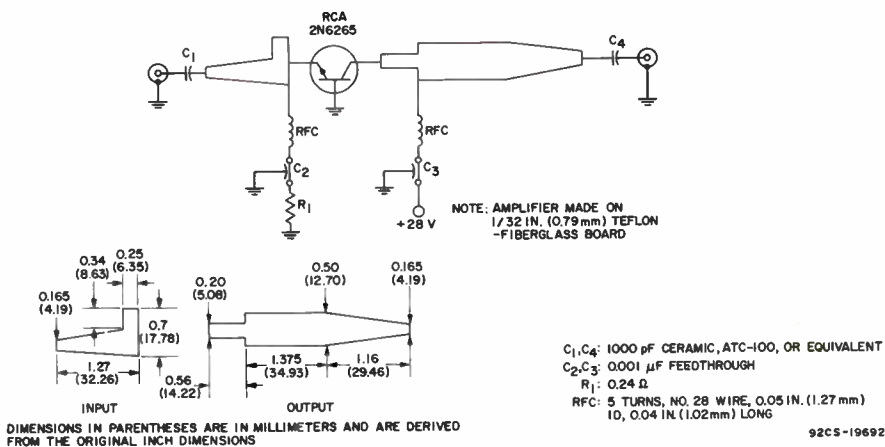 RCA
2N6265
C1
C4
RFC
RFC
C2
C3
R1
+28 V
NOTE: AMPLIFIER MADE ON
1/32 IN. (0.79 mm) TEFLON
-FIBERGLASS BOARD
0.25
(6.35)
0.34
(8.63)
0.165
(4.19)
0.7
(17.78)
1.27
(32.26)
INPUT
0.20
(5.08)
0.50
(12.70)
0.165
(4.19)
1.375
(34.93)
1.16
(29.46)
0.56
(14.22)
OUTPUT
C1,C4: 1000 pF CERAMIC, ATC-100, OR EQUIVALENT
C2,C3: 0.001 µF FEEDTHROUGH
R1: 0.24 Ω
RFC: 5 TURNS, NO. 28 WIRE, 0.05 IN. (1.27 mm)
ID, 0.04 IN. (1.02 mm) LONG
DIMENSIONS IN PARENTHESES ARE IN MILLIMETERS AND ARE DERIVED
FROM THE ORIGINAL INCH DIMENSIONS
92CS-19692